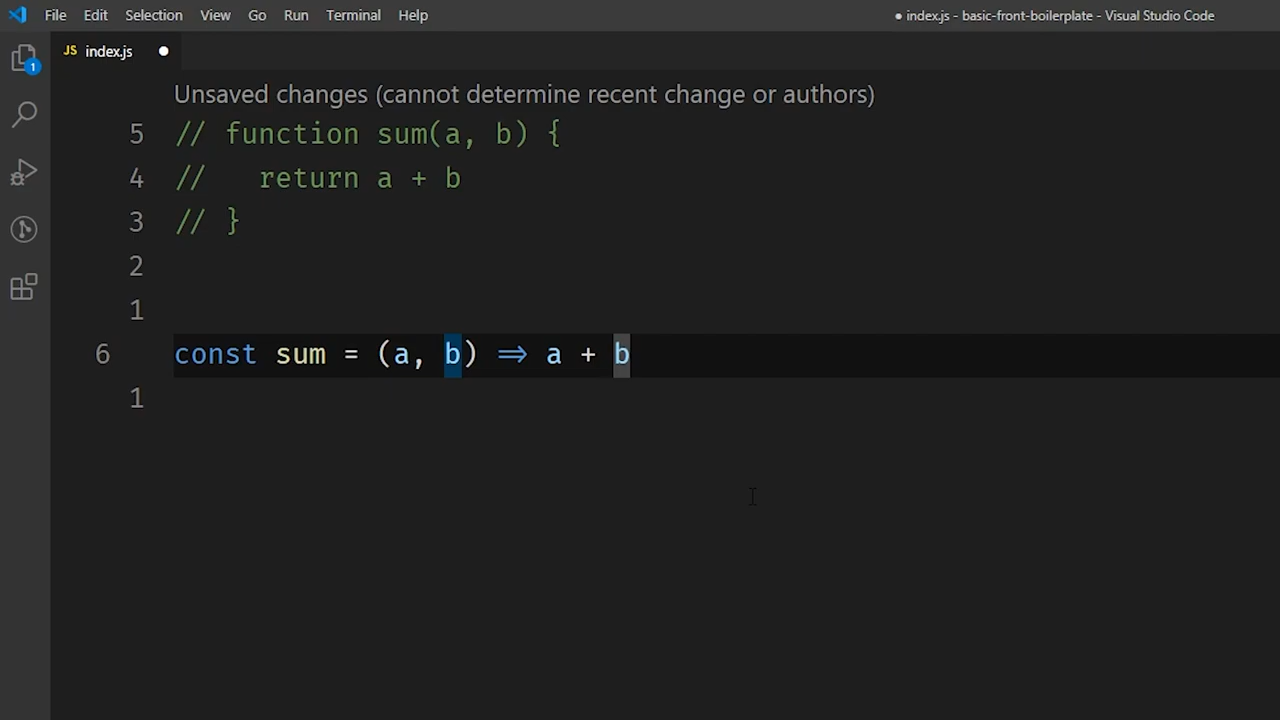 File Edit Selection View Go Run Terminal Help ● index.js - basic-front-boilerplate - Visual Studio Code
JS index.js ●
1
Unsaved changes (cannot determine recent change or authors)
5 // function sum(a, b) {
4 //   return a + b
3 // }
2
1
6 const sum = (a, b) => a + b
1